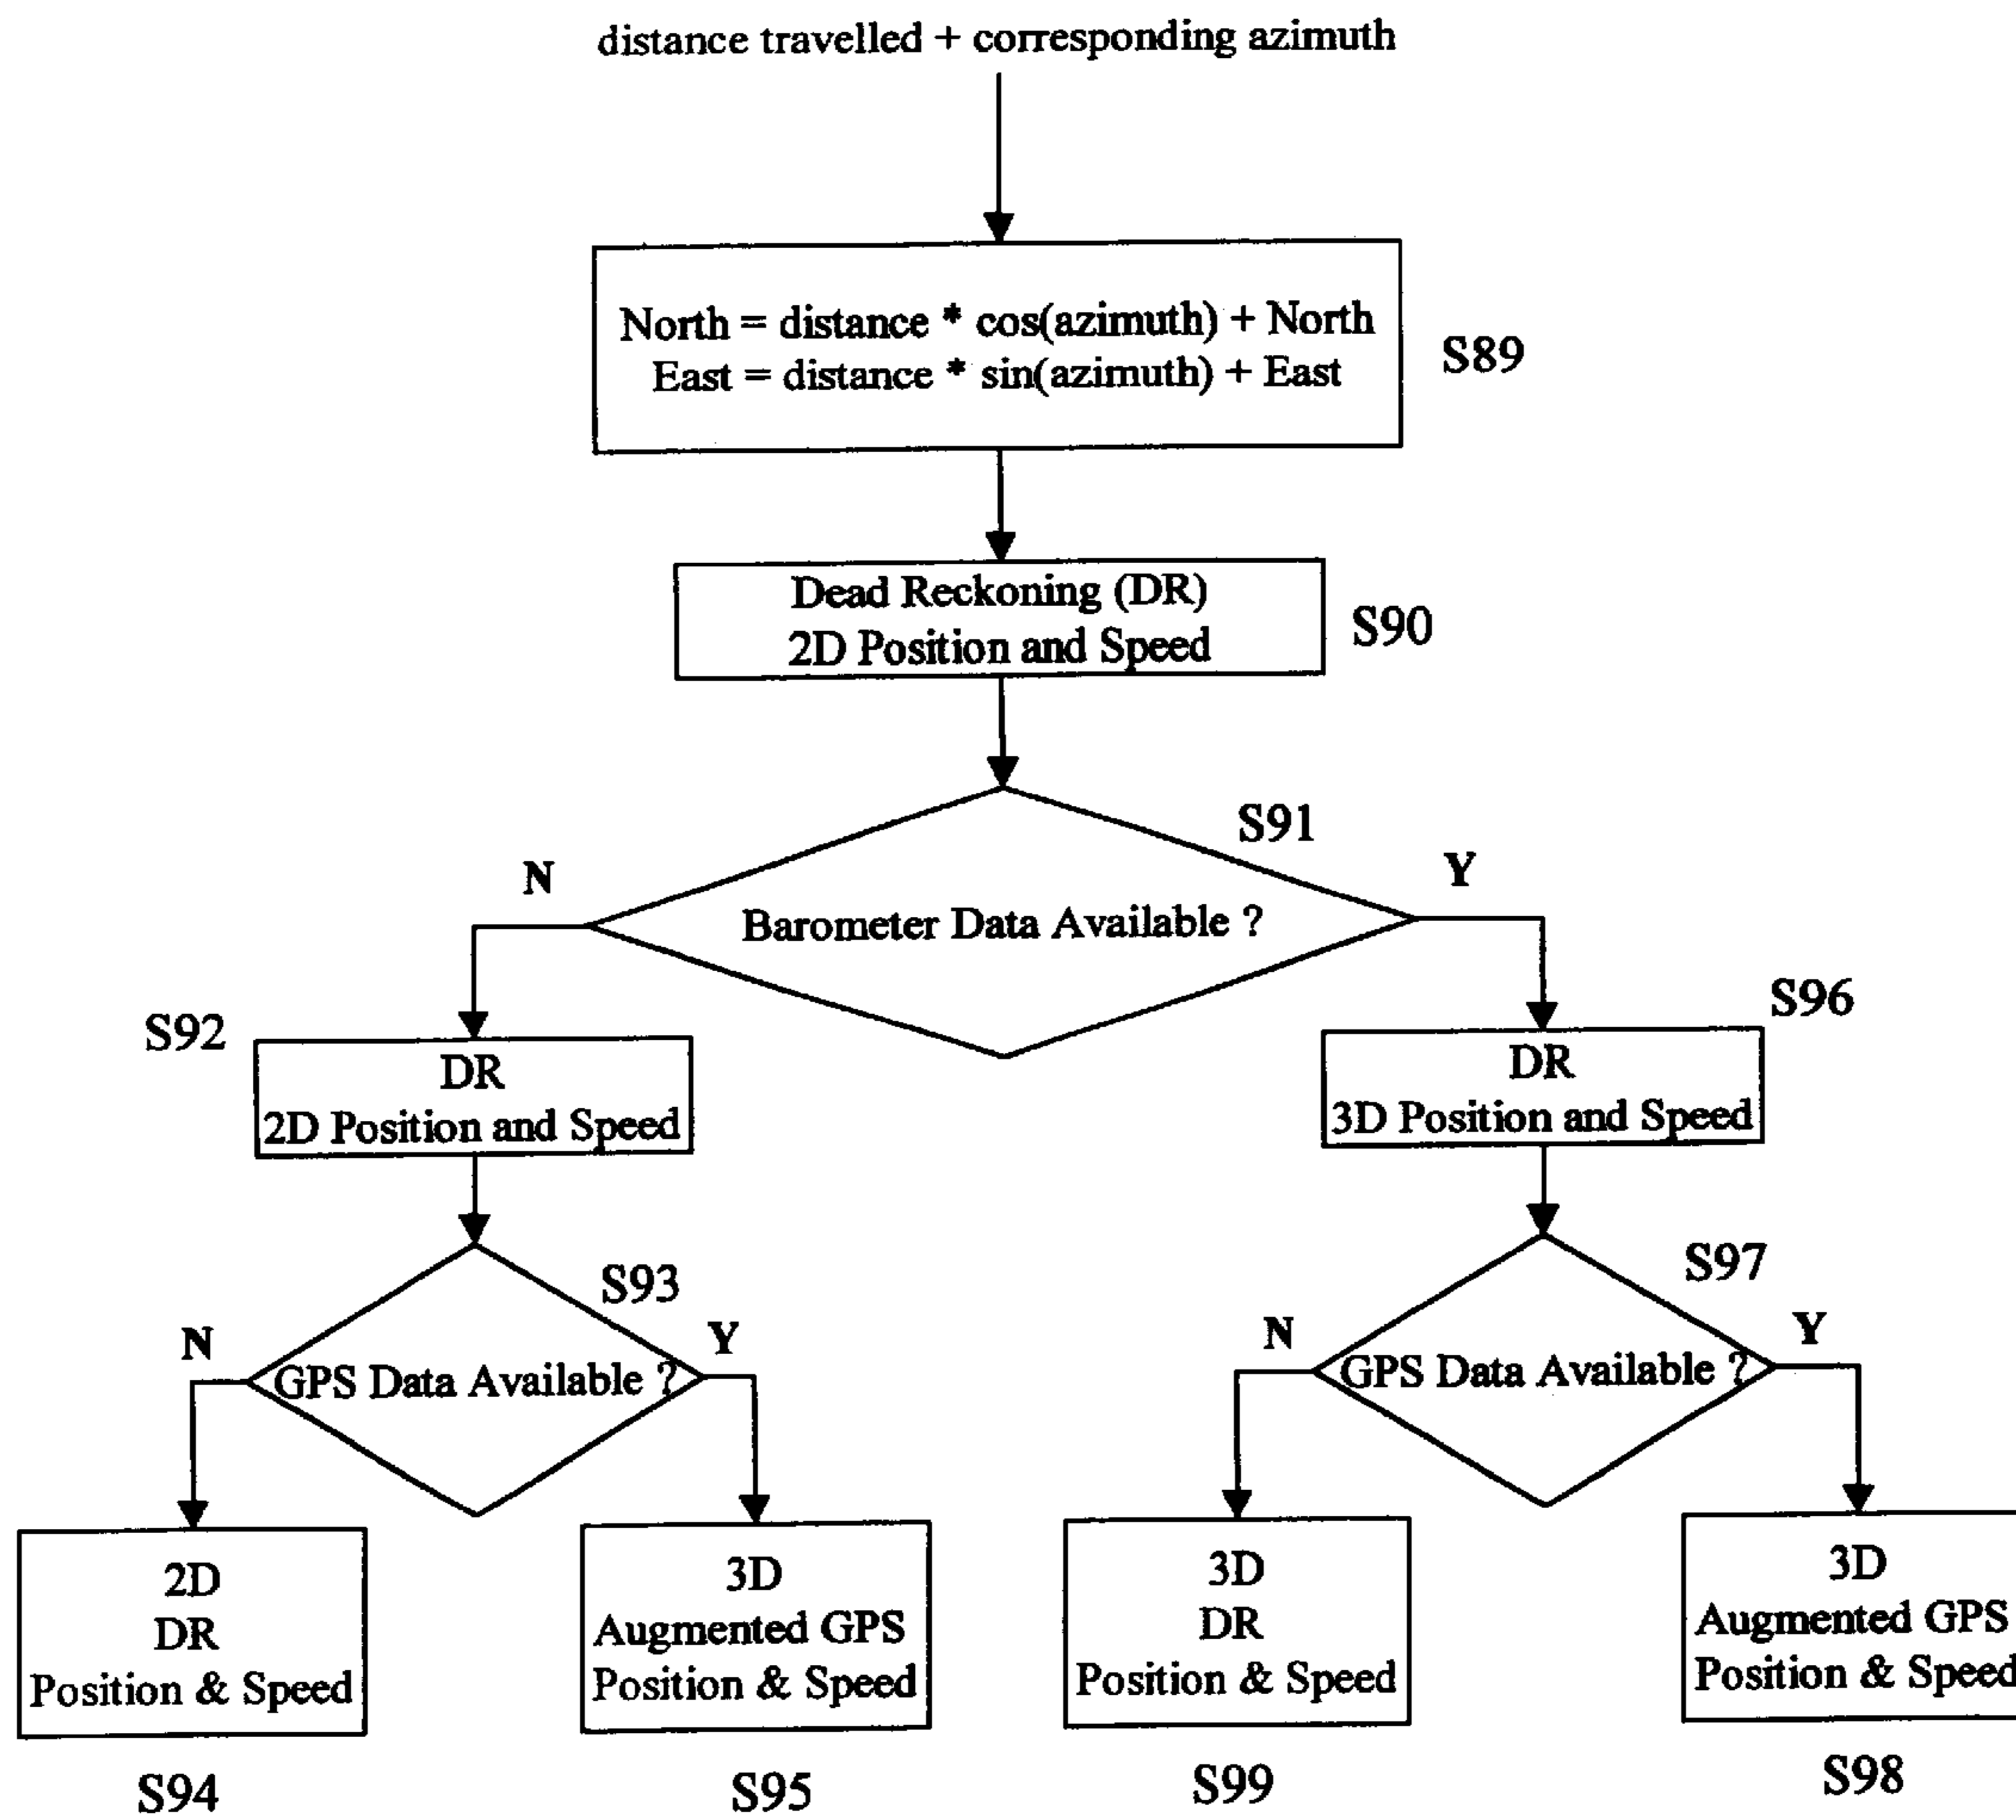 distance travelled + corresponding azimuth
North = distance * cos(azimuth) + North
East = distance * sin(azimuth) + East
S89
Dead Reckoning (DR)
2D Position and Speed
S90
S91
N
Y
Barometer Data Available ?
S92
DR
2D Position and Speed
S96
DR
3D Position and Speed
S93
N
Y
GPS Data Available ?
S97
N
Y
GPS Data Available ?
2D
DR
Position & Speed
S94
3D
Augmented GPS
Position & Speed
S95
3D
DR
Position & Speed
S99
3D
Augmented GPS
Position & Speed
S98